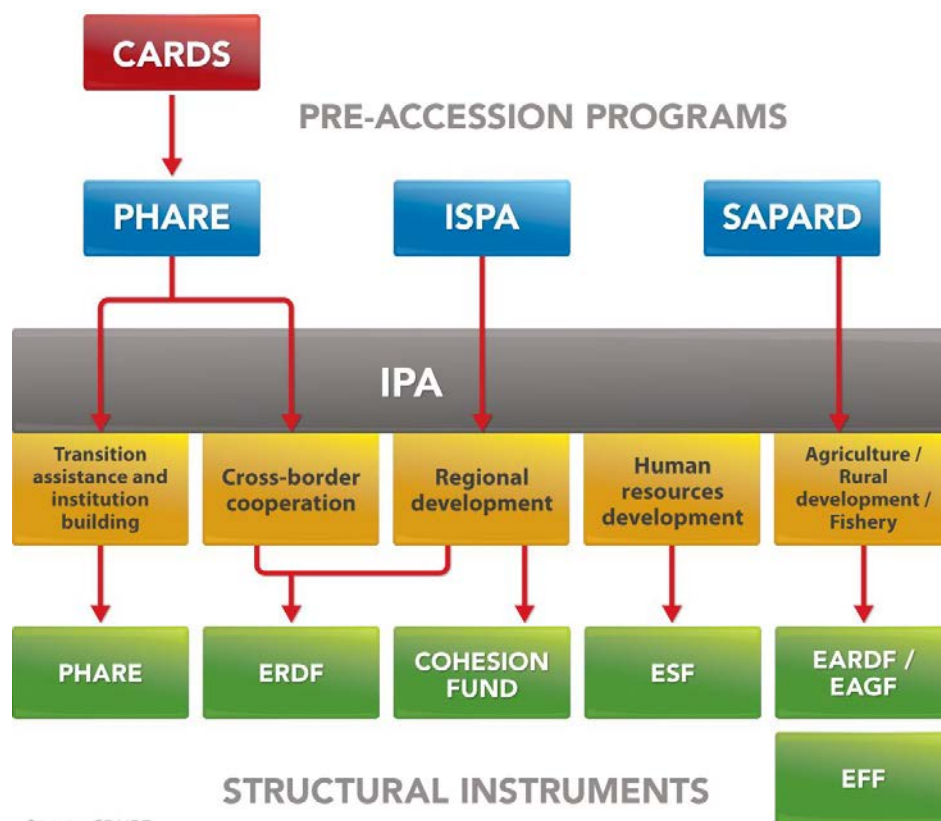 CARDS
PRE-ACCESSION PROGRAMS
PHARE
ISPA
SAPARD
IPA
Transition
assistance and
institution
building
Cross-border
cooperation
Regional
development
Human
resources
development
Agriculture /
Rural
development /
Fishery
PHARE
ERDF
COHESION
FUND
ESF
EARDF /
EAGF
EFF
STRUCTURAL INSTRUMENTS